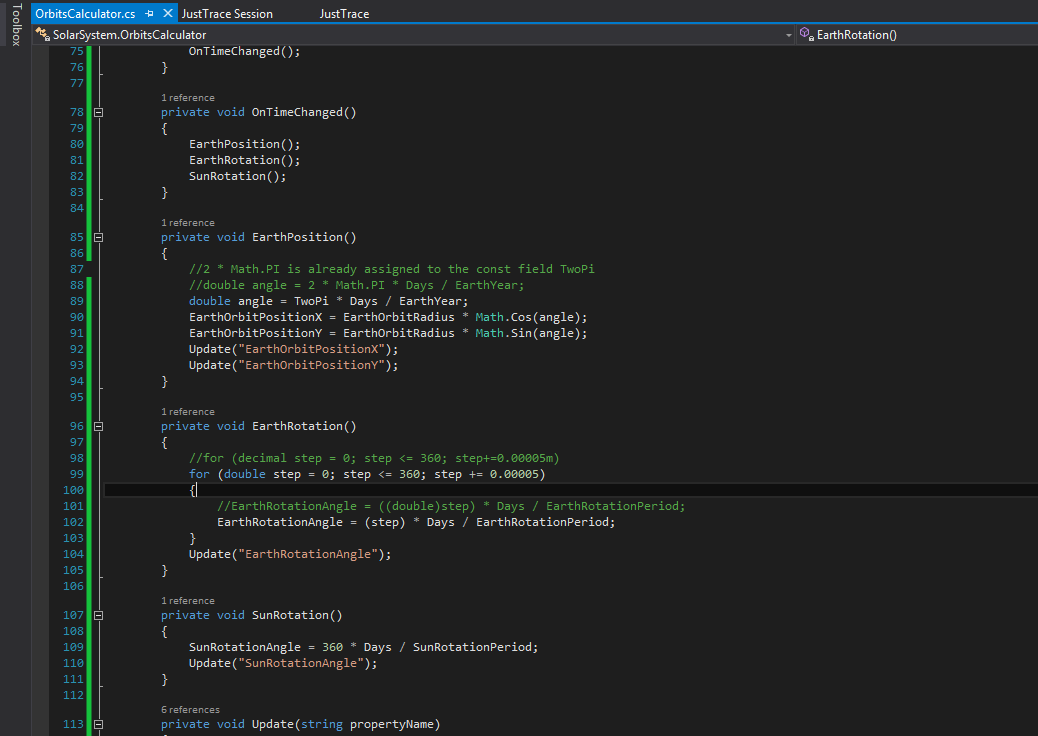 Toolbox
OrbitsCalculator.cs JustTrace Session JustTrace
SolarSystem.OrbitsCalculator EarthRotation()
75 OnTimeChanged();
76 }
77
1 reference
78 private void OnTimeChanged()
79 {
80 EarthPosition();
81 EarthRotation();
82 SunRotation();
83 }
84
1 reference
85 private void EarthPosition()
86 {
87 //2 * Math.PI is already assigned to the const field TwoPi
88 //double angle = 2 * Math.PI * Days / EarthYear;
89 double angle = TwoPi * Days / EarthYear;
90 EarthOrbitPositionX = EarthOrbitRadius * Math.Cos(angle);
91 EarthOrbitPositionY = EarthOrbitRadius * Math.Sin(angle);
92 Update("EarthOrbitPositionX");
93 Update("EarthOrbitPositionY");
94 }
95
1 reference
96 private void EarthRotation()
97 {
98 //for (decimal step = 0; step <= 360; step+=0.00005m)
99 for (double step = 0; step <= 360; step += 0.00005)
100 {
101 //EarthRotationAngle = ((double)step) * Days / EarthRotationPeriod;
102 EarthRotationAngle = (step) * Days / EarthRotationPeriod;
103 }
104 Update("EarthRotationAngle");
105 }
106
1 reference
107 private void SunRotation()
108 {
109 SunRotationAngle = 360 * Days / SunRotationPeriod;
110 Update("SunRotationAngle");
111 }
112
6 references
113 private void Update(string propertyName)